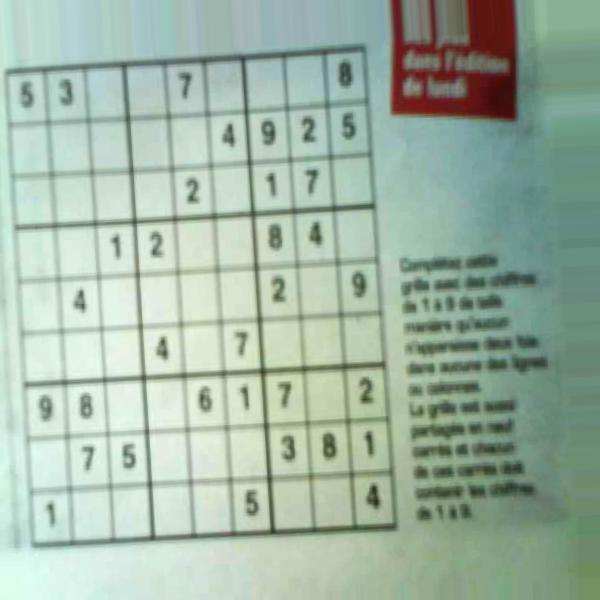 dans l'édition
de lundi
5 3 7 8
4 9 2 5
2 1 7
1 2 8 4
4 2 9
4 7
9 8 6 1 7 2
7 5 3 8 1
1 5 4
Complétez cette
grille avec des chiffres
de 1 à 9 de telle
manière qu'aucun
n'apparaisse deux fois
dans aucune des lignes
ou colonnes.
La grille est aussi
partagée en neuf
carrés et chacun
de ces carrés doit
contenir les chiffres
de 1 à 9.